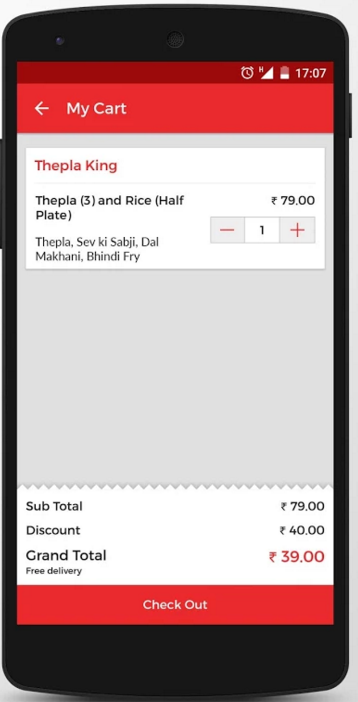 17:07
My Cart
Thepla King
Thepla (3) and Rice (Half
Plate)
₹ 79.00
1
Thepla, Sev ki Sabji, Dal
Makhani, Bhindi Fry
Sub Total ₹ 79.00
Discount ₹ 40.00
Grand Total ₹ 39.00
Free delivery
Check Out